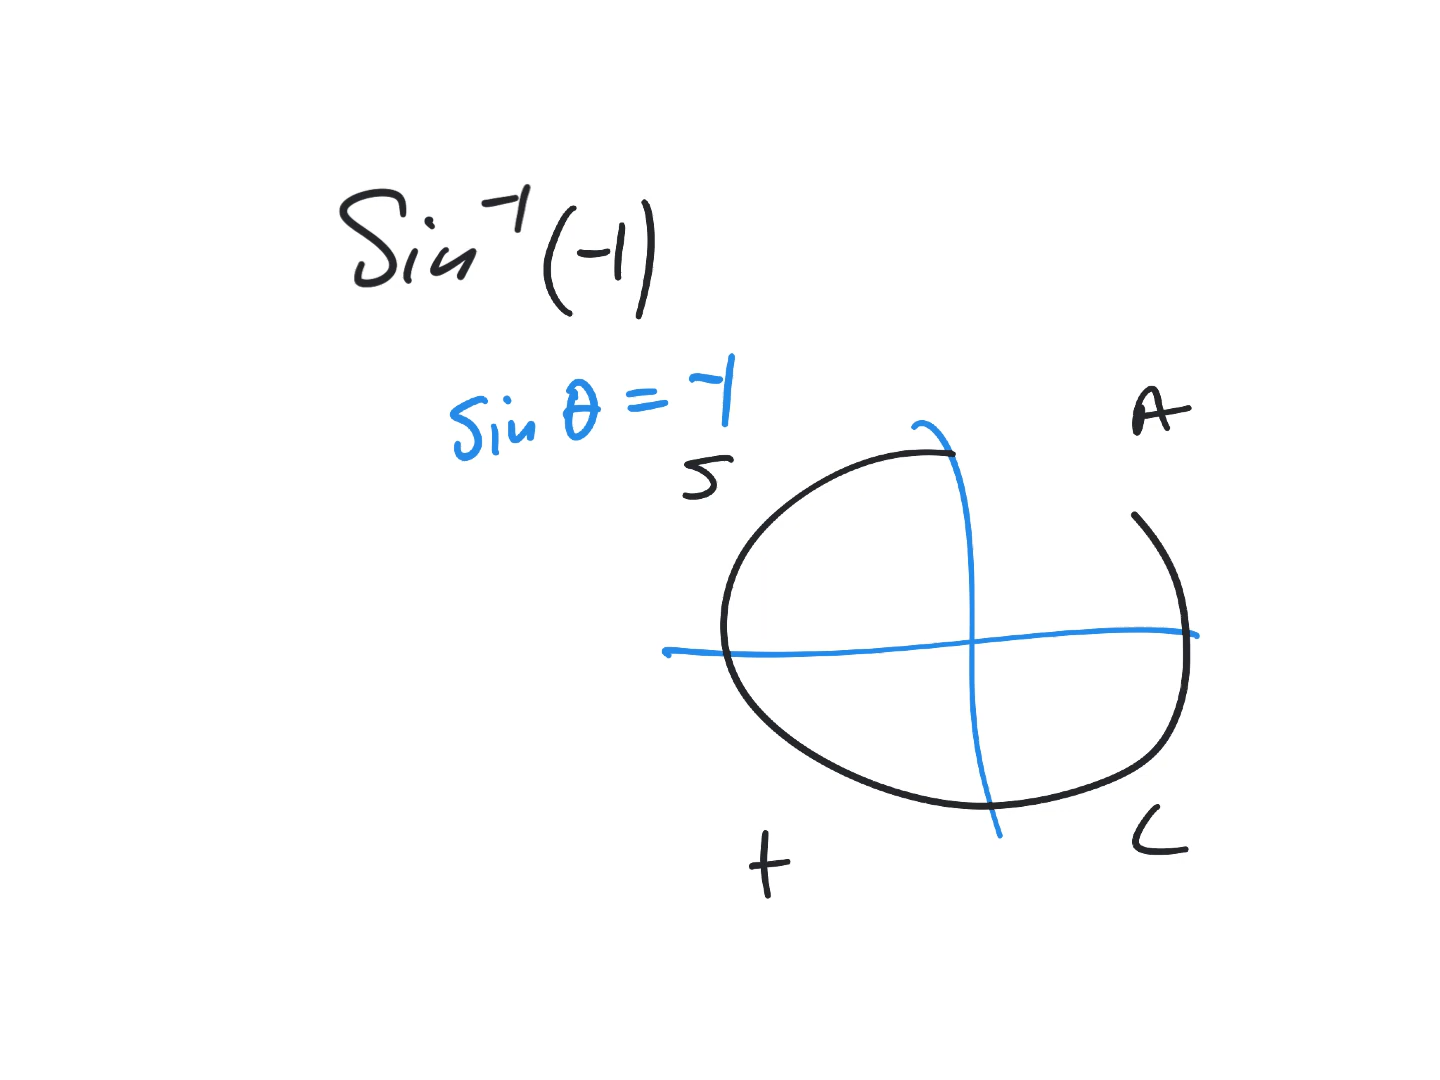 Sin⁻¹(-1)
sin θ = -1
S A
+ C